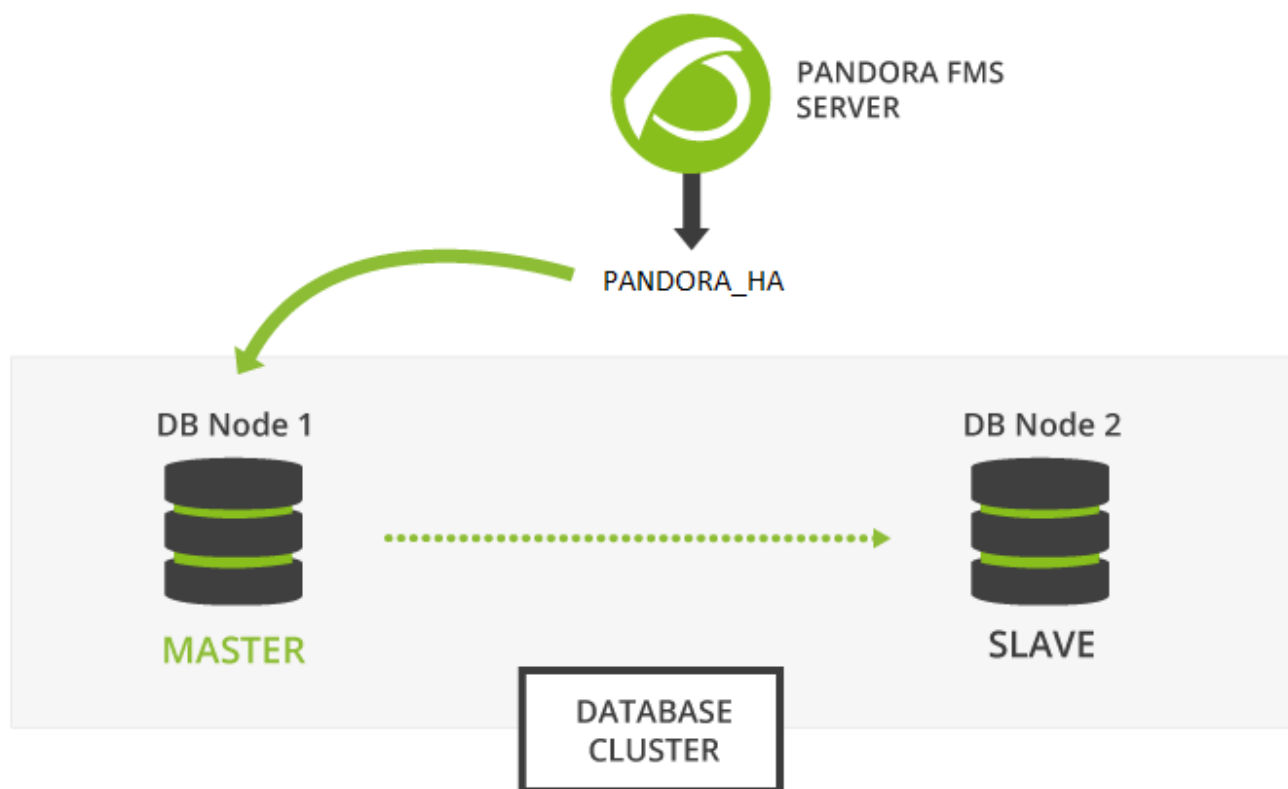 PANDORA FMS
SERVER
PANDORA_HA
DB Node 1
DB Node 2
MASTER
SLAVE
DATABASE
CLUSTER